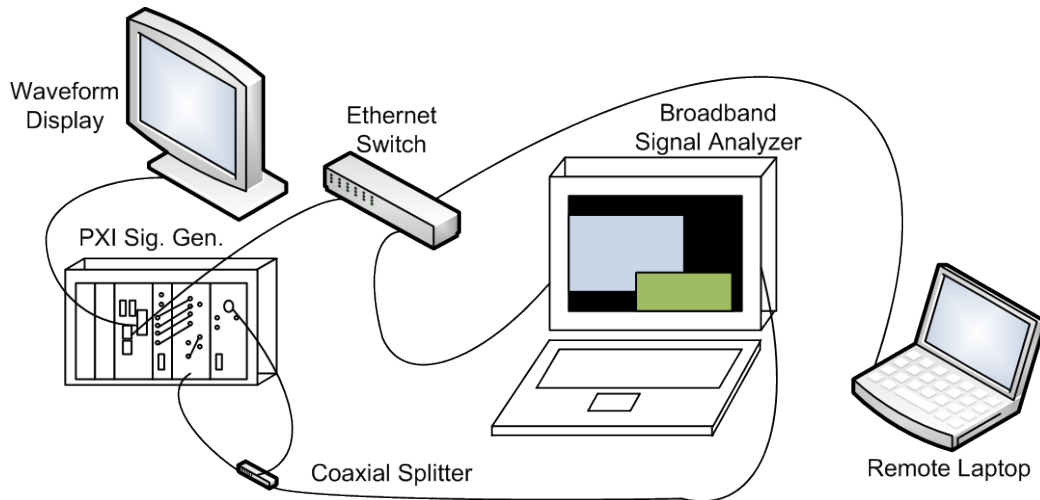 Waveform
Display
Ethernet
Switch
Broadband
Signal Analyzer
PXI Sig. Gen.
Coaxial Splitter
Remote Laptop